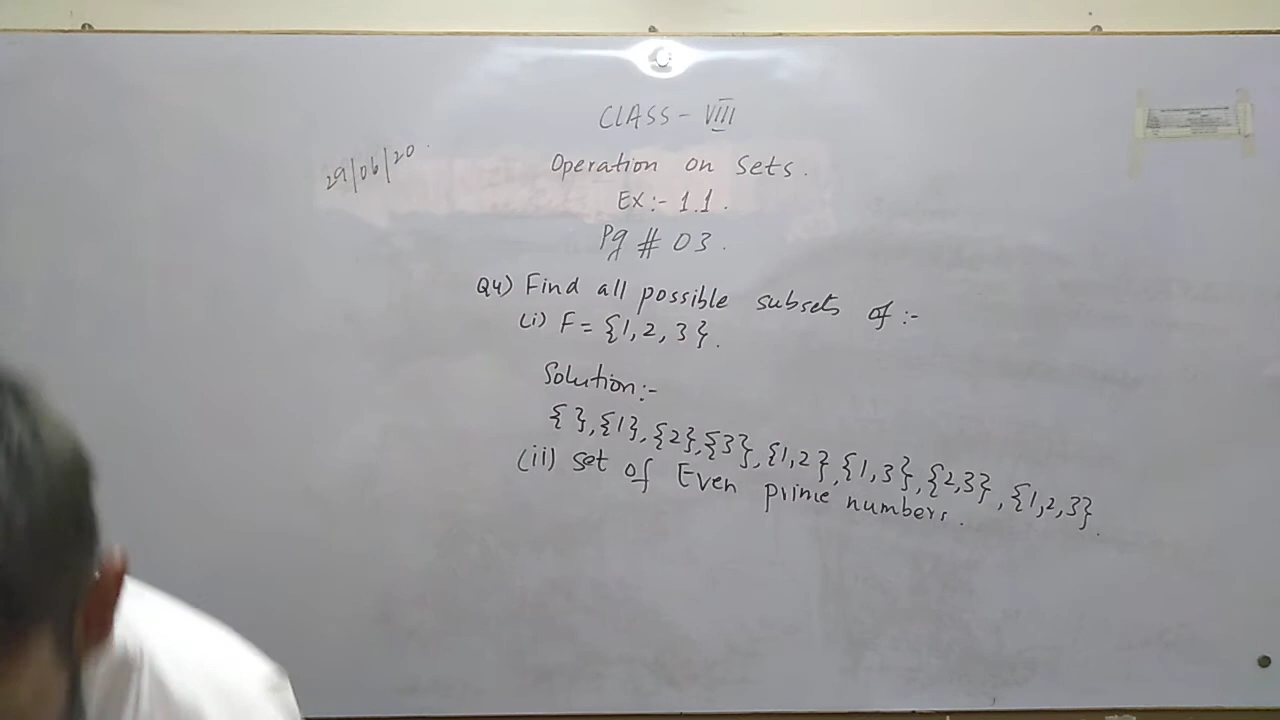 CLASS - VIII
29/06/20.
Operation on Sets.
Ex:- 1.1.
Pg # 03.
Q4) Find all possible subsets of :-
(i) F = {1, 2, 3}.
Solution:-
{ }, {1}, {2}, {3}, {1,2}, {1,3}, {2,3}, {1,2,3}.
(ii) set of Even prime numbers.